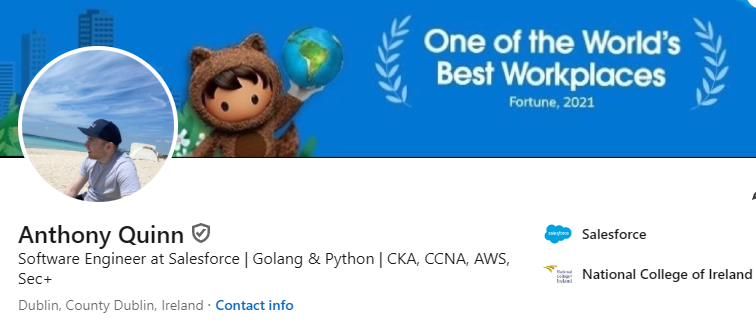 One of the World's
Best Workplaces
Fortune, 2021
Anthony Quinn
Software Engineer at Salesforce | Golang & Python | CKA, CCNA, AWS,
Sec+
Dublin, County Dublin, Ireland · Contact info
salesforce
Salesforce
National
College of
Ireland
National College of Ireland